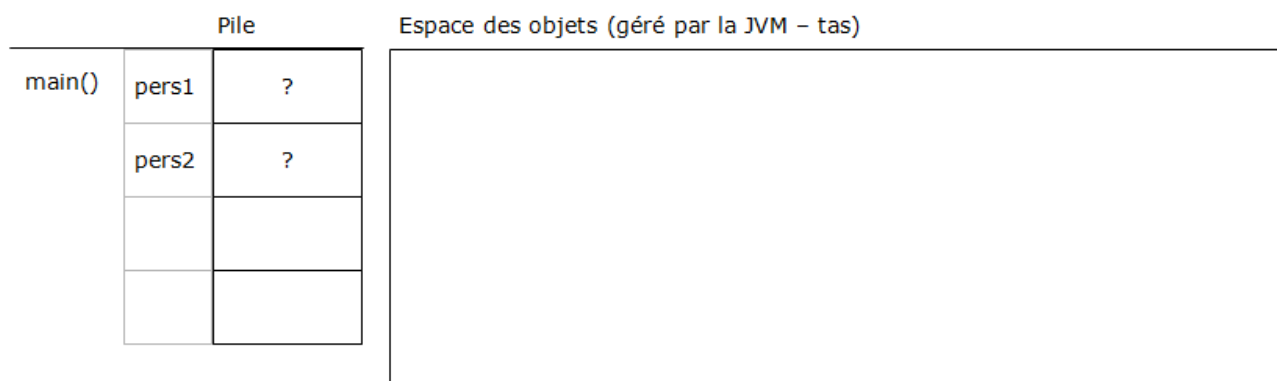 Pile Espace des objets (géré par la JVM – tas)
main() pers1 ?
pers2 ?